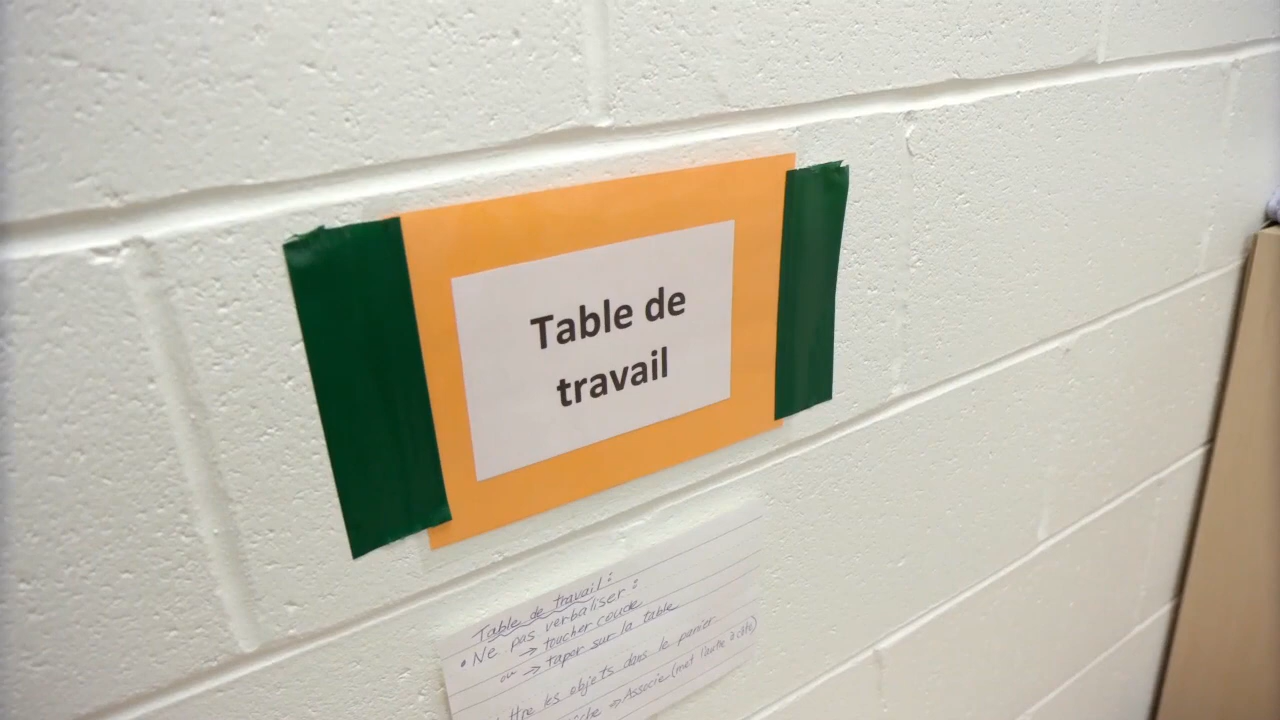 Table de
travail
Table de travail :
• Ne pas verbaliser :
→ toucher coude
ou → taper sur la table
les objets dans le panier
→ Associe (met l'autre à côté)